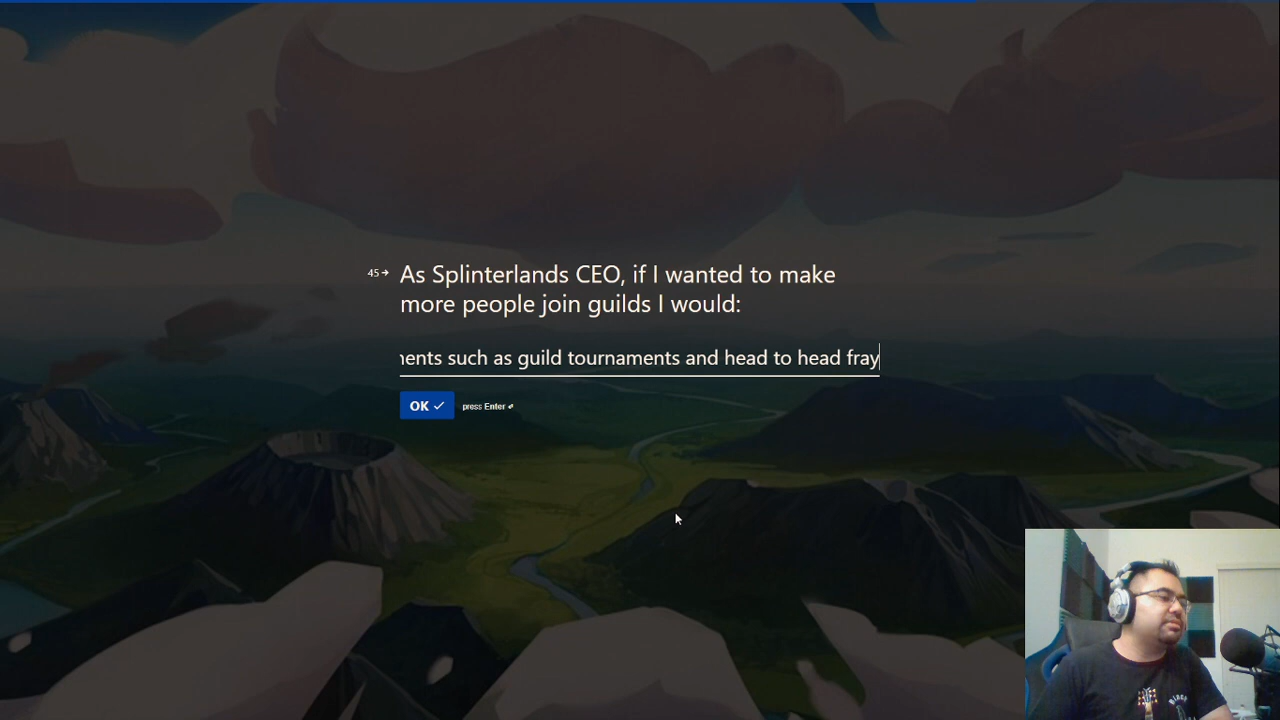 45→ As Splinterlands CEO, if I wanted to make
more people join guilds I would:
such as guild tournaments and head to head fray
OK ✓ press Enter ↵